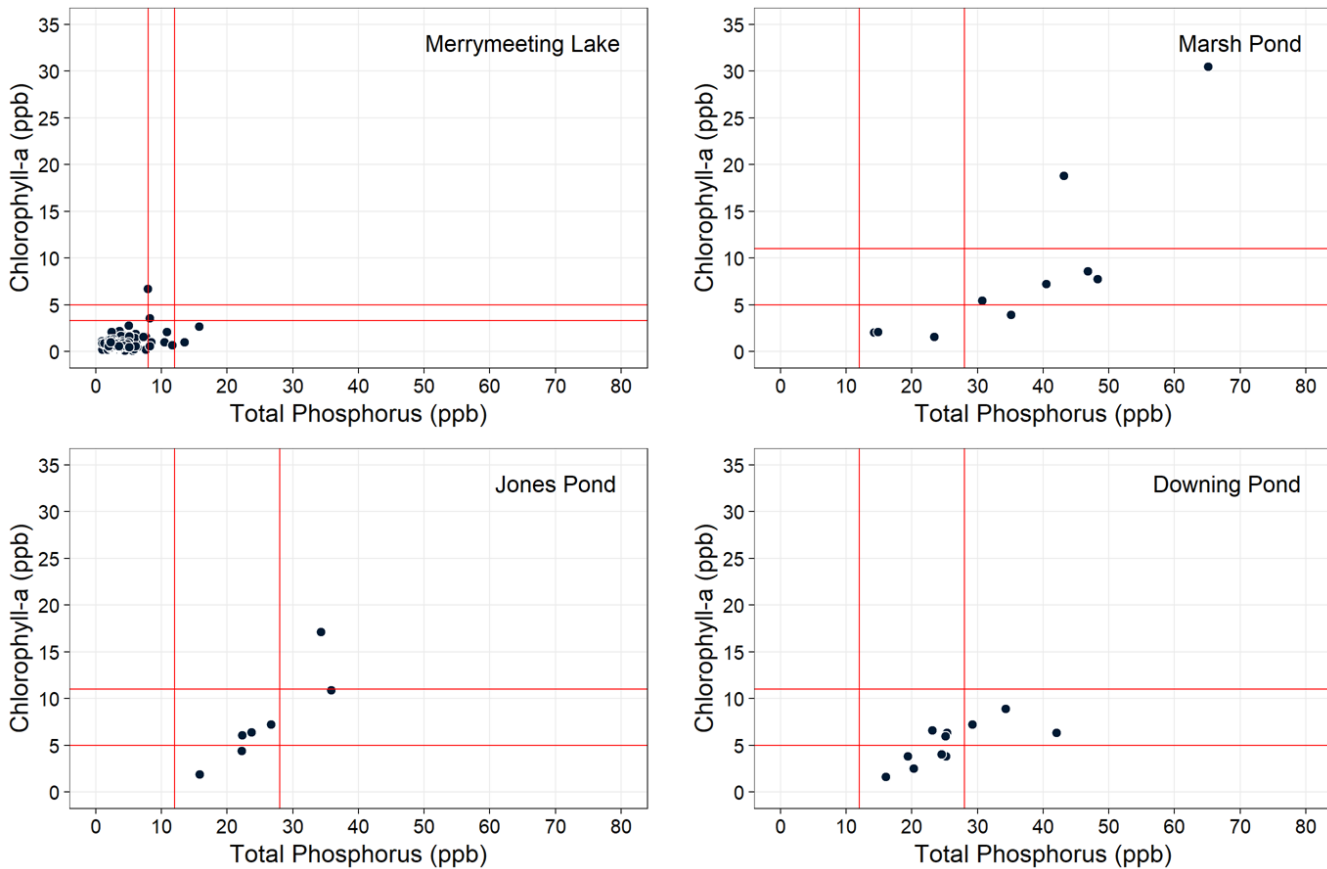 Merrymeeting Lake
Chlorophyll-a (ppb)
35
30
25
20
15
10
5
0
0 10 20 30 40 50 60 70 80
Total Phosphorus (ppb)
Marsh Pond
Chlorophyll-a (ppb)
35
30
25
20
15
10
5
0
0 10 20 30 40 50 60 70 80
Total Phosphorus (ppb)
Jones Pond
Chlorophyll-a (ppb)
35
30
25
20
15
10
5
0
0 10 20 30 40 50 60 70 80
Total Phosphorus (ppb)
Downing Pond
Chlorophyll-a (ppb)
35
30
25
20
15
10
5
0
0 10 20 30 40 50 60 70 80
Total Phosphorus (ppb)